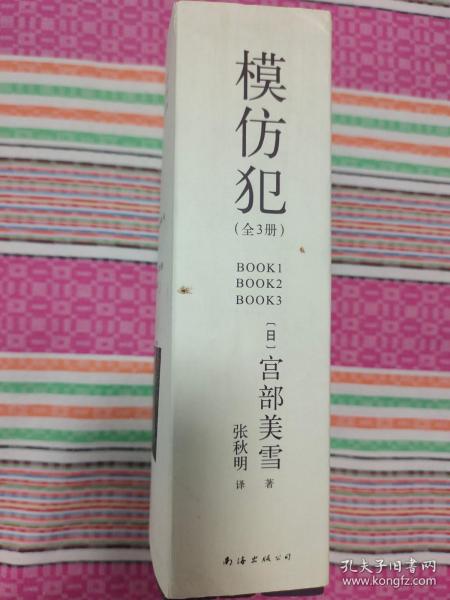 模仿犯
(全3册)
BOOK1
BOOK2
BOOK3
〔日〕宫部美雪 著
张秋明 译
南海出版公司
孔夫子旧书网
www.kongfz.com